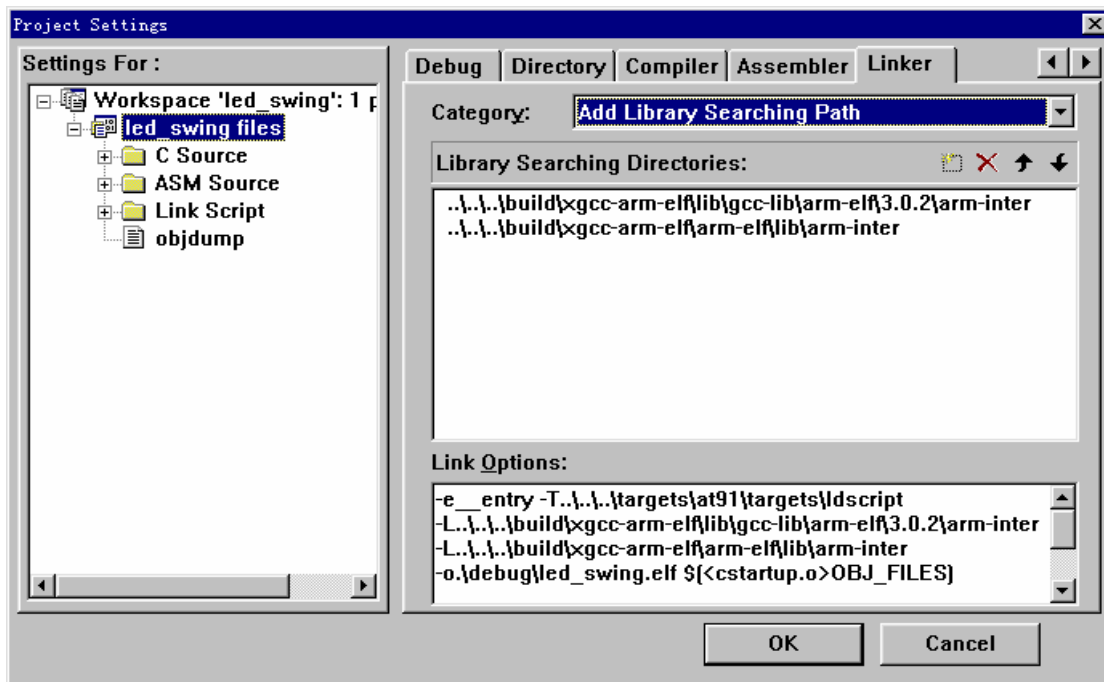 Project Settings
Settings For :
Workspace 'led_swing': 1 p
led_swing files
C Source
ASM Source
Link Script
objdump
Debug Directory Compiler Assembler Linker
Category: Add Library Searching Path
Library Searching Directories:
..\..\..\build\xgcc-arm-elf\lib\gcc-lib\arm-elf\3.0.2\arm-inter
..\..\..\build\xgcc-arm-elf\arm-elf\lib\arm-inter
Link Options:
-e__entry -T..\..\..\targets\at91\targets\ldscript
-L..\..\..\build\xgcc-arm-elf\lib\gcc-lib\arm-elf\3.0.2\arm-inter
-L..\..\..\build\xgcc-arm-elf\arm-elf\lib\arm-inter
-o.\debug\led_swing.elf $(<cstartup.o>OBJ_FILES)
OK Cancel